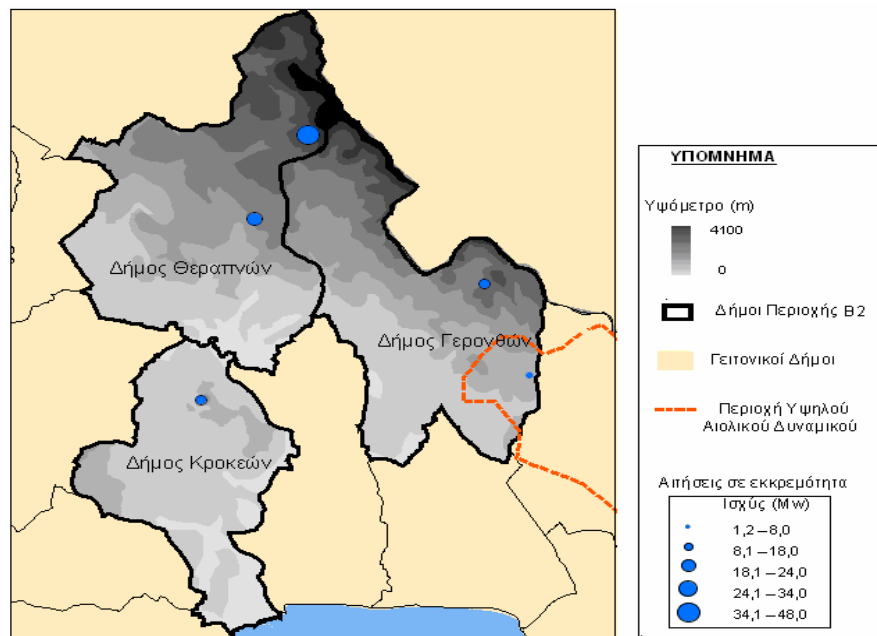 Δήμος Θεραπνών
Δήμος Γερονθών
Δήμος Κροκεών
ΥΠΟΜΝΗΜΑ
Υψόμετρο (m)
4100
0
Δήμοι Περιοχής Β2
Γειτονικοί Δήμοι
Περιοχή Υψηλού
Αιολικού Δυναμικού
Αιτήσεις σε εκκρεμότητα
Ισχύς (Mw)
1,2 – 8,0
8,1 – 18,0
18,1 – 24,0
24,1 – 34,0
34,1 – 48,0